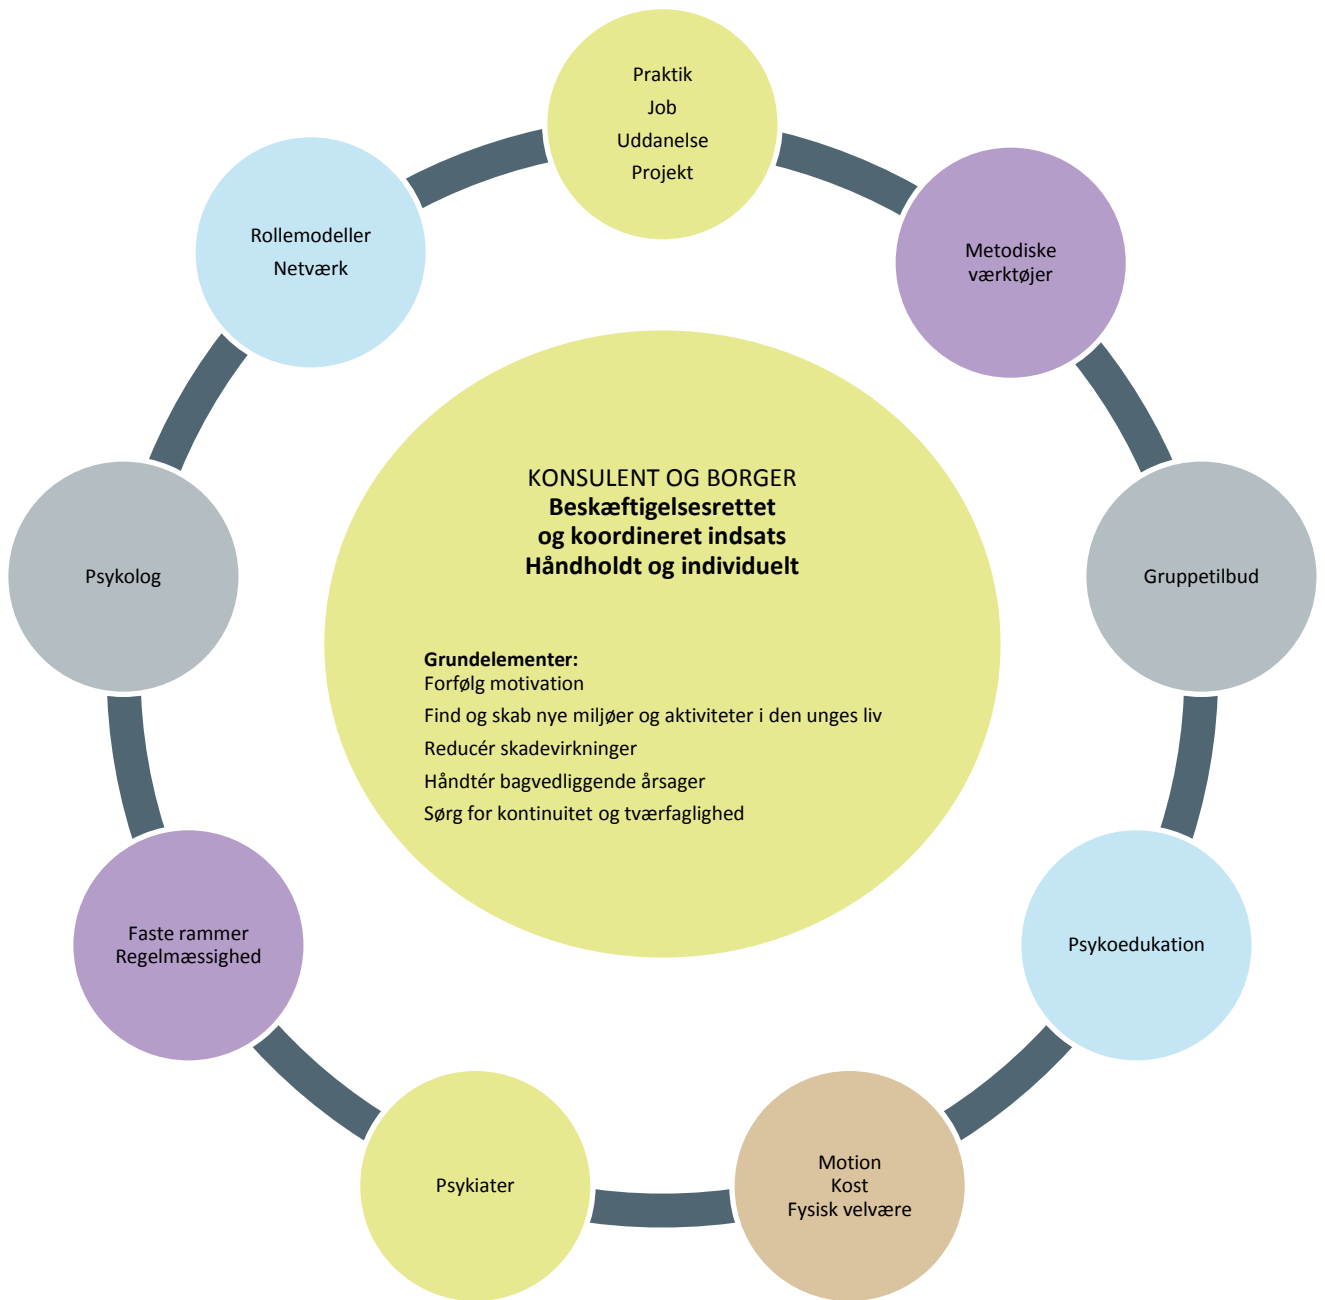 Praktik
Job
Uddanelse
Projekt
Rollemodeller
Netværk
Metodiske
værktøjer
KONSULENT OG BORGER
Beskæftigelsesrettet
og koordineret indsats
Håndholdt og individuelt
Psykolog
Gruppetilbud
Grundelementer:
Forfølg motivation
Find og skab nye miljøer og aktiviteter i den unges liv
Reducér skadevirkninger
Håndtér bagvedliggende årsager
Sørg for kontinuitet og tværfaglighed
Faste rammer
Regelmæssighed
Psykoedukation
Psykiater
Motion
Kost
Fysisk velvære